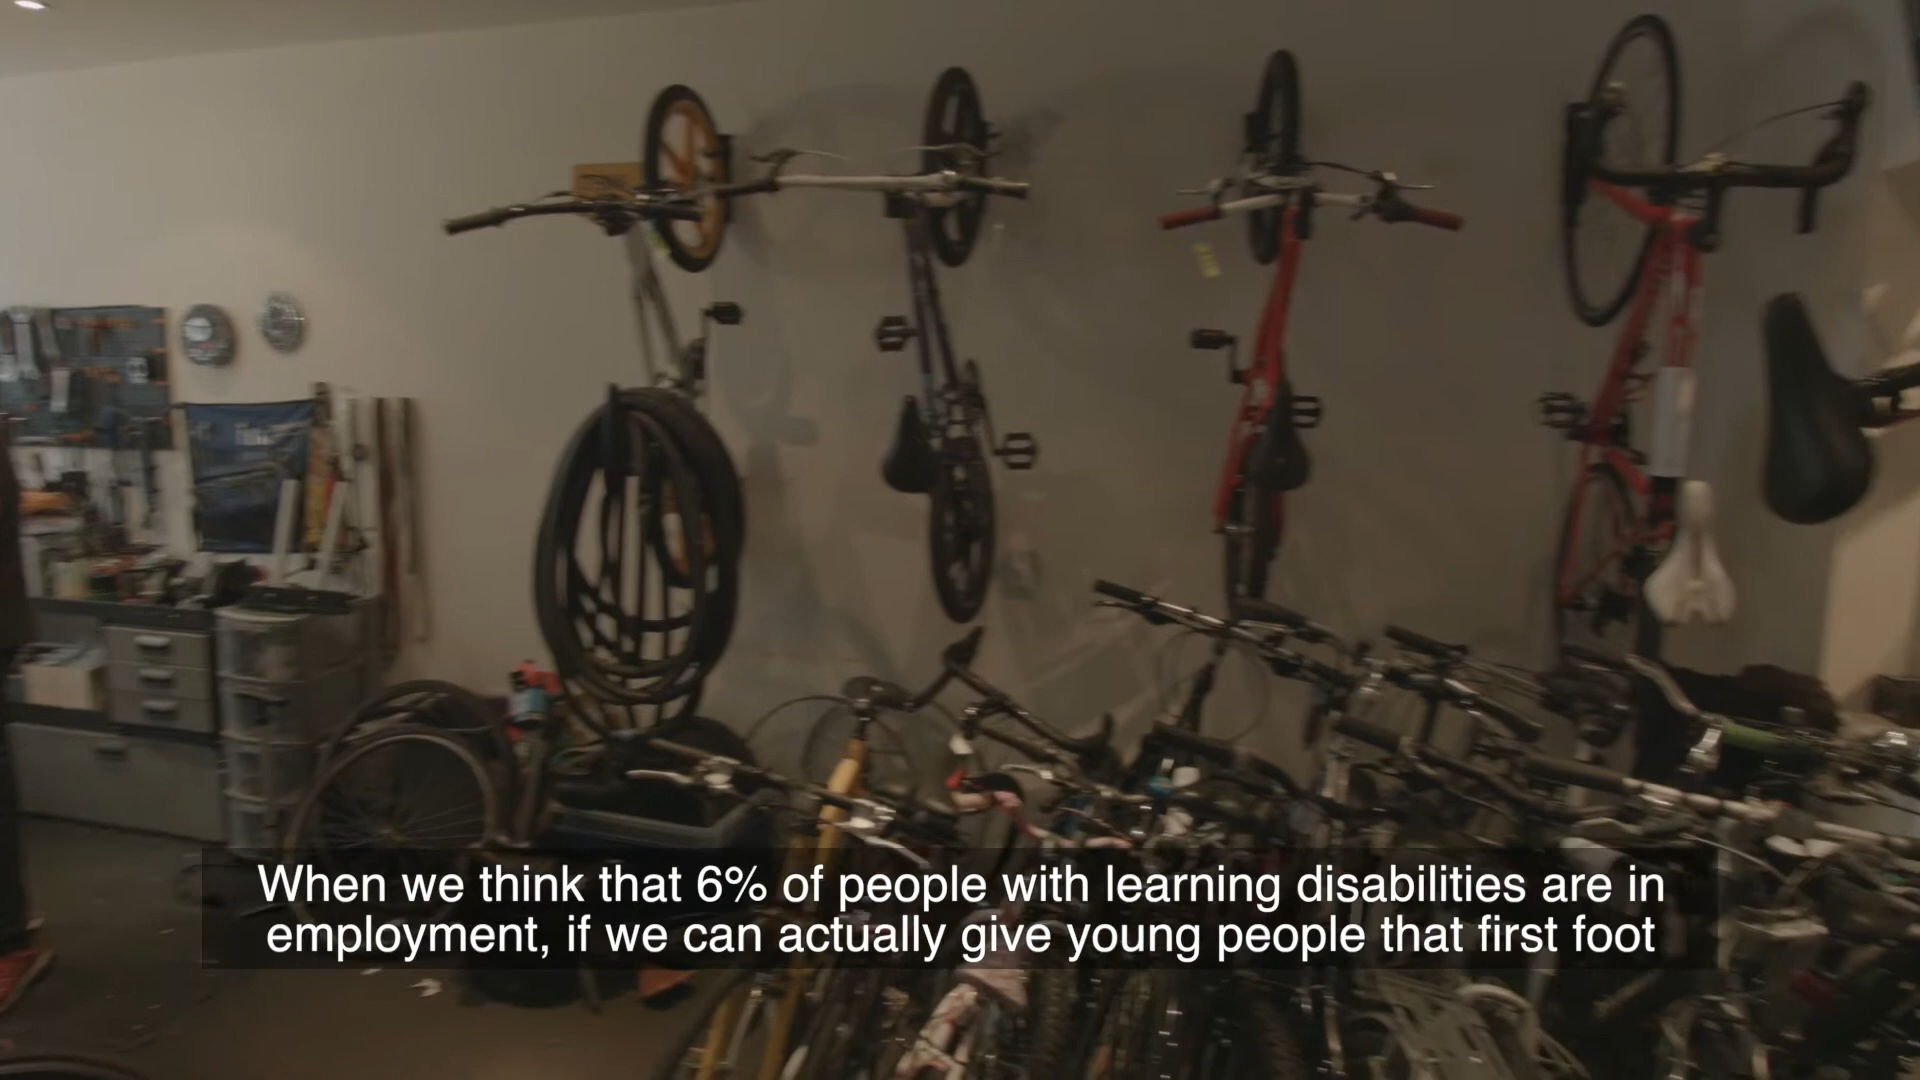 When we think that 6% of people with learning disabilities are in
employment, if we can actually give young people that first foot